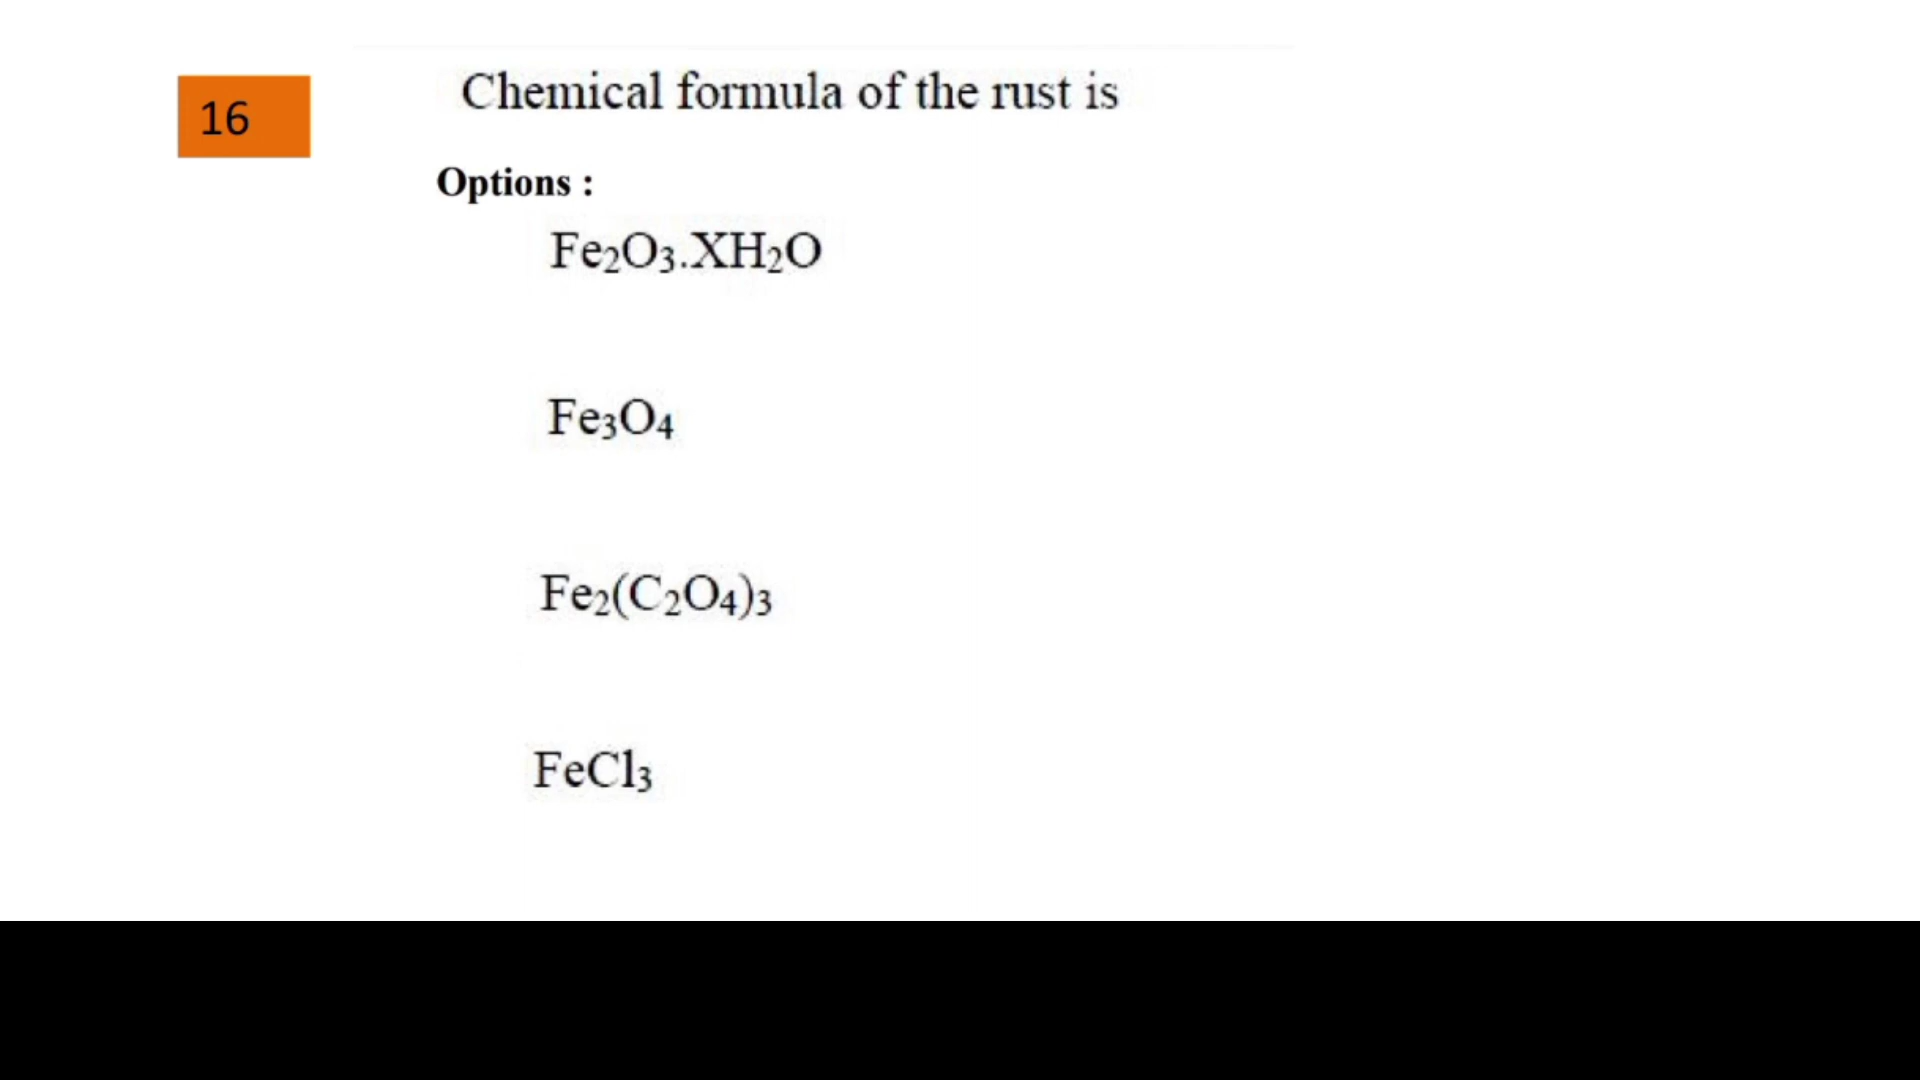 16
Chemical formula of the rust is
Options :
Fe₂O₃.XH₂O
Fe₃O₄
Fe₂(C₂O₄)₃
FeCl₃